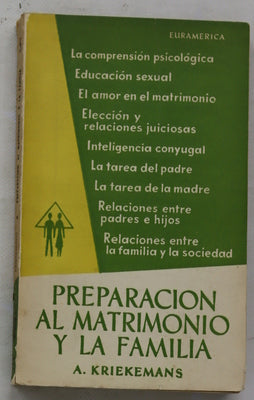 EURAMERICA
La comprensión psicológica
Educación sexual
El amor en el matrimonio
Elección y
relaciones juiciosas
Inteligencia conyugal
La tarea del padre
La tarea de la madre
Relaciones entre
padres e hijos
Relaciones entre
la familia y la sociedad
PREPARACION
AL MATRIMONIO
Y LA FAMILIA
A. KRIEKEMANS